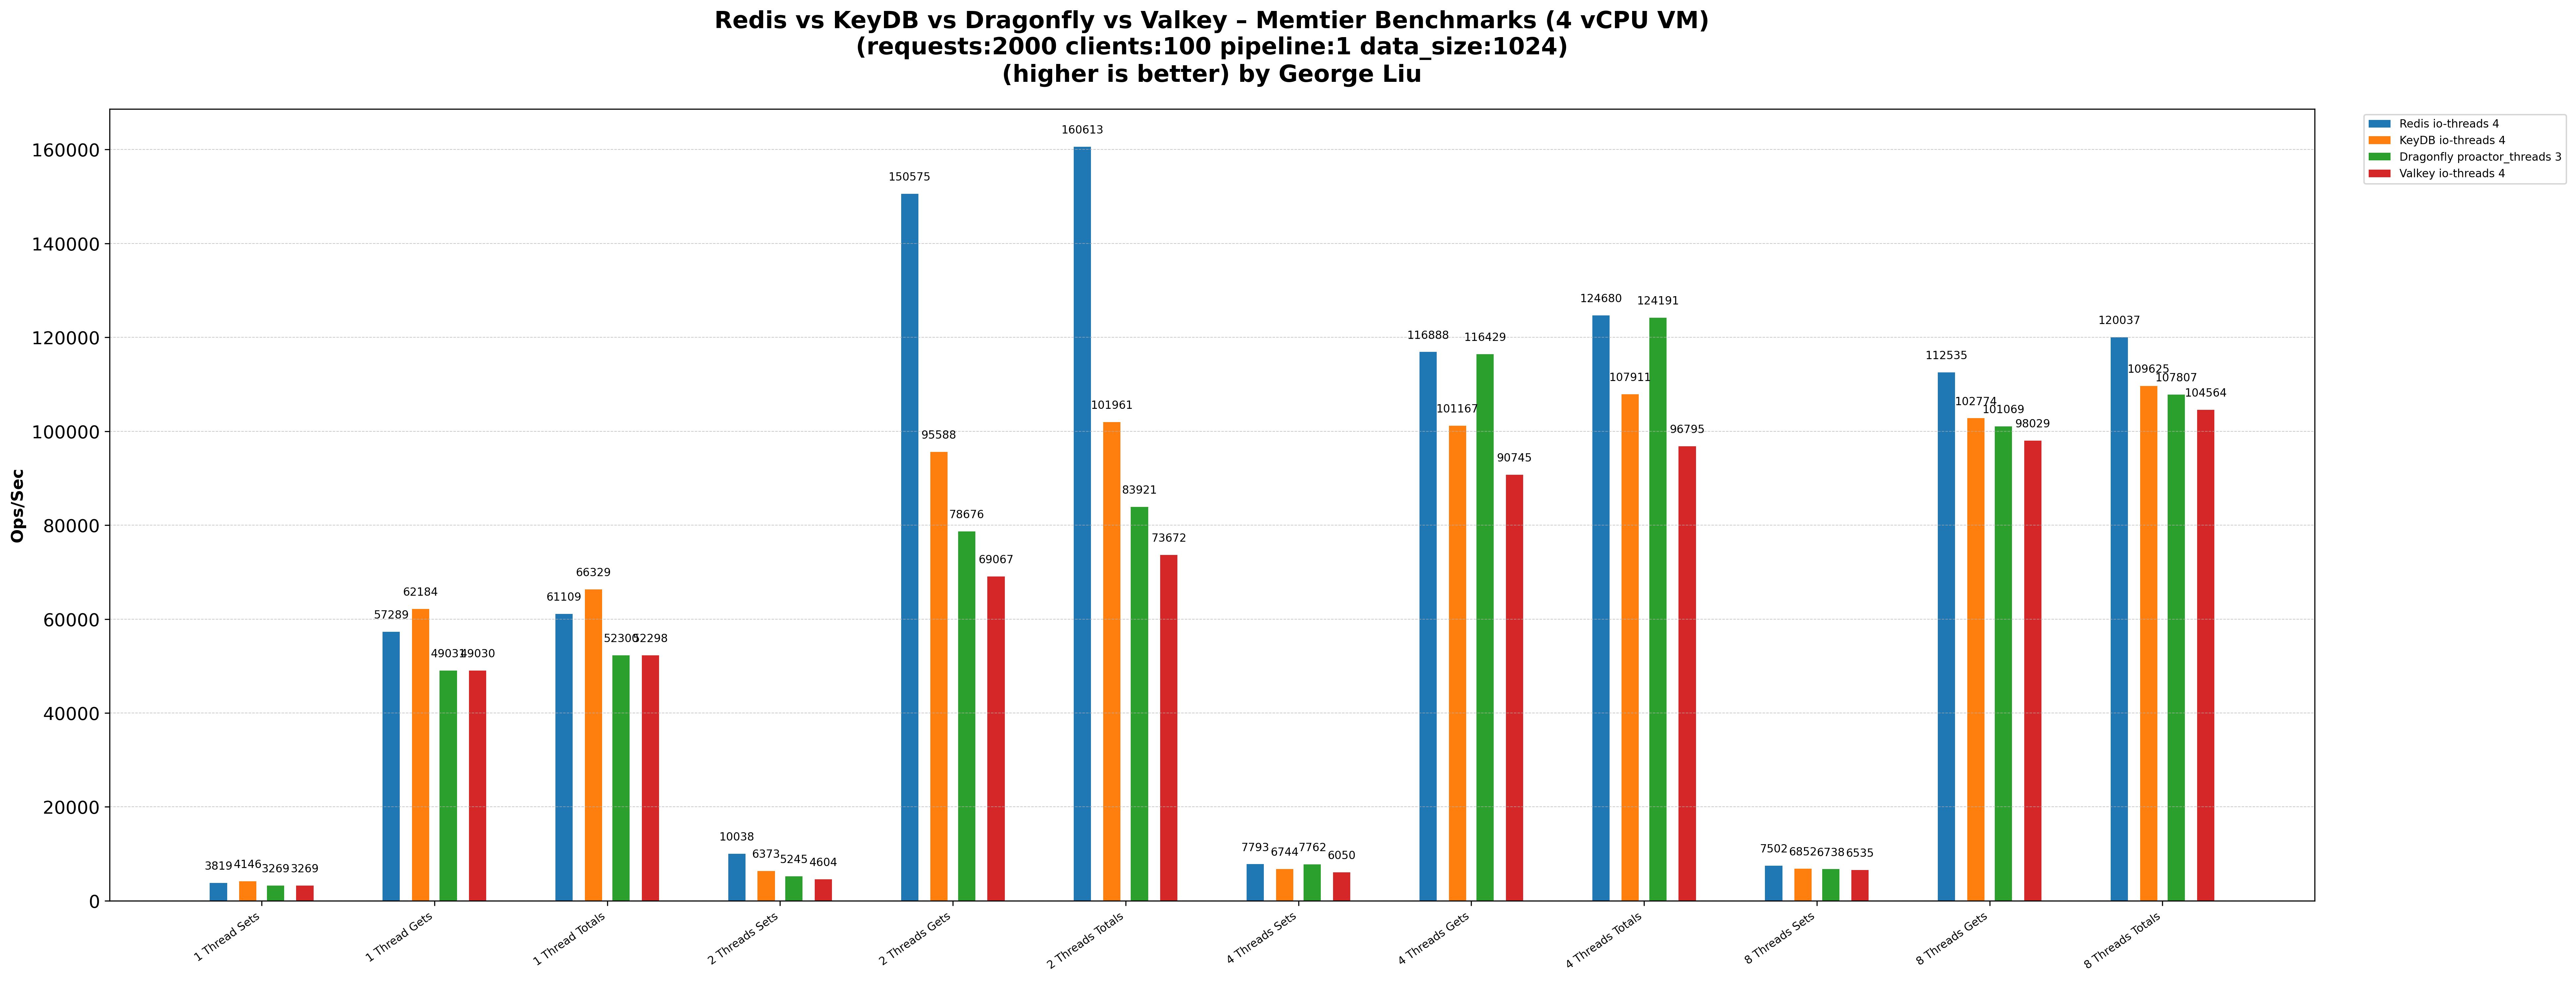 Redis vs KeyDB vs Dragonfly vs Valkey – Memtier Benchmarks (4 vCPU VM)
(requests:2000 clients:100 pipeline:1 data_size:1024)
(higher is better) by George Liu
Redis io-threads 4
KeyDB io-threads 4
Dragonfly proactor_threads 3
Valkey io-threads 4
Ops/Sec
160000
140000
120000
100000
80000
60000
40000
20000
0
3819 4146 3269 3269
57289 62184 49031 49030
61109 66329 52300 52298
10038 6373 5245 4604
150575 95588 78676 69067
160613 101961 83921 73672
7793 6744 7762 6050
116888 101167 116429 90745
124680 107911 124191 96795
7502 6852 6738 6535
112535 102774 101069 98029
120037 109625 107807 104564
1 Thread Sets
1 Thread Gets
1 Thread Totals
2 Threads Sets
2 Threads Gets
2 Threads Totals
4 Threads Sets
4 Threads Gets
4 Threads Totals
8 Threads Sets
8 Threads Gets
8 Threads Totals